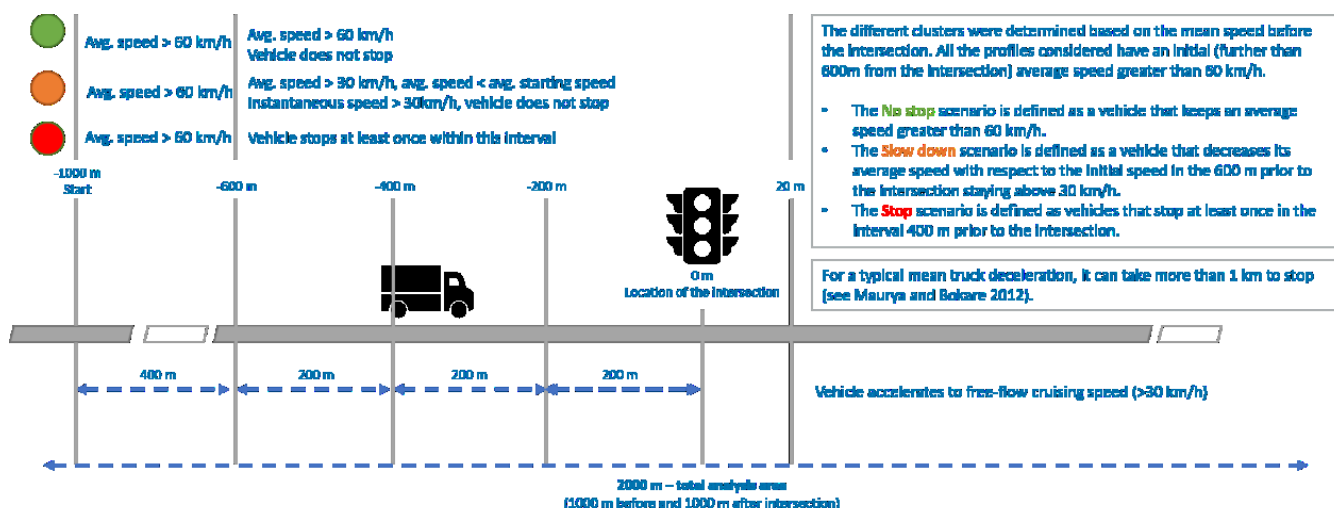 Avg. speed > 60 km/h
Avg. speed > 60 km/h
Vehicle does not stop
Avg. speed > 60 km/h
Avg. speed > 30 km/h, avg. speed < avg. starting speed
Instantaneous speed > 30km/h, vehicle does not stop
Avg. speed > 60 km/h
Vehicle stops at least once within this interval
-1000 m
Start
-600 m
-400 m
-200 m
20 m
0 m
Location of the intersection
400 m
200 m
200 m
200 m
2000 m – total analysis area
(1000 m before and 1000 m after intersection)
The different clusters were determined based on the mean speed before
the intersection. All the profiles considered have an initial (further than
600m from the intersection) average speed greater than 60 km/h.
• The No stop scenario is defined as a vehicle that keeps an average
speed greater than 60 km/h.
• The Slow down scenario is defined as a vehicle that decreases its
average speed with respect to the initial speed in the 600 m prior to
the intersection staying above 30 km/h.
• The Stop scenario is defined as vehicles that stop at least once in the
interval 400 m prior to the intersection.
For a typical mean truck deceleration, it can take more than 1 km to stop
(see Maurya and Bokare 2012).
Vehicle accelerates to free-flow cruising speed (>30 km/h)